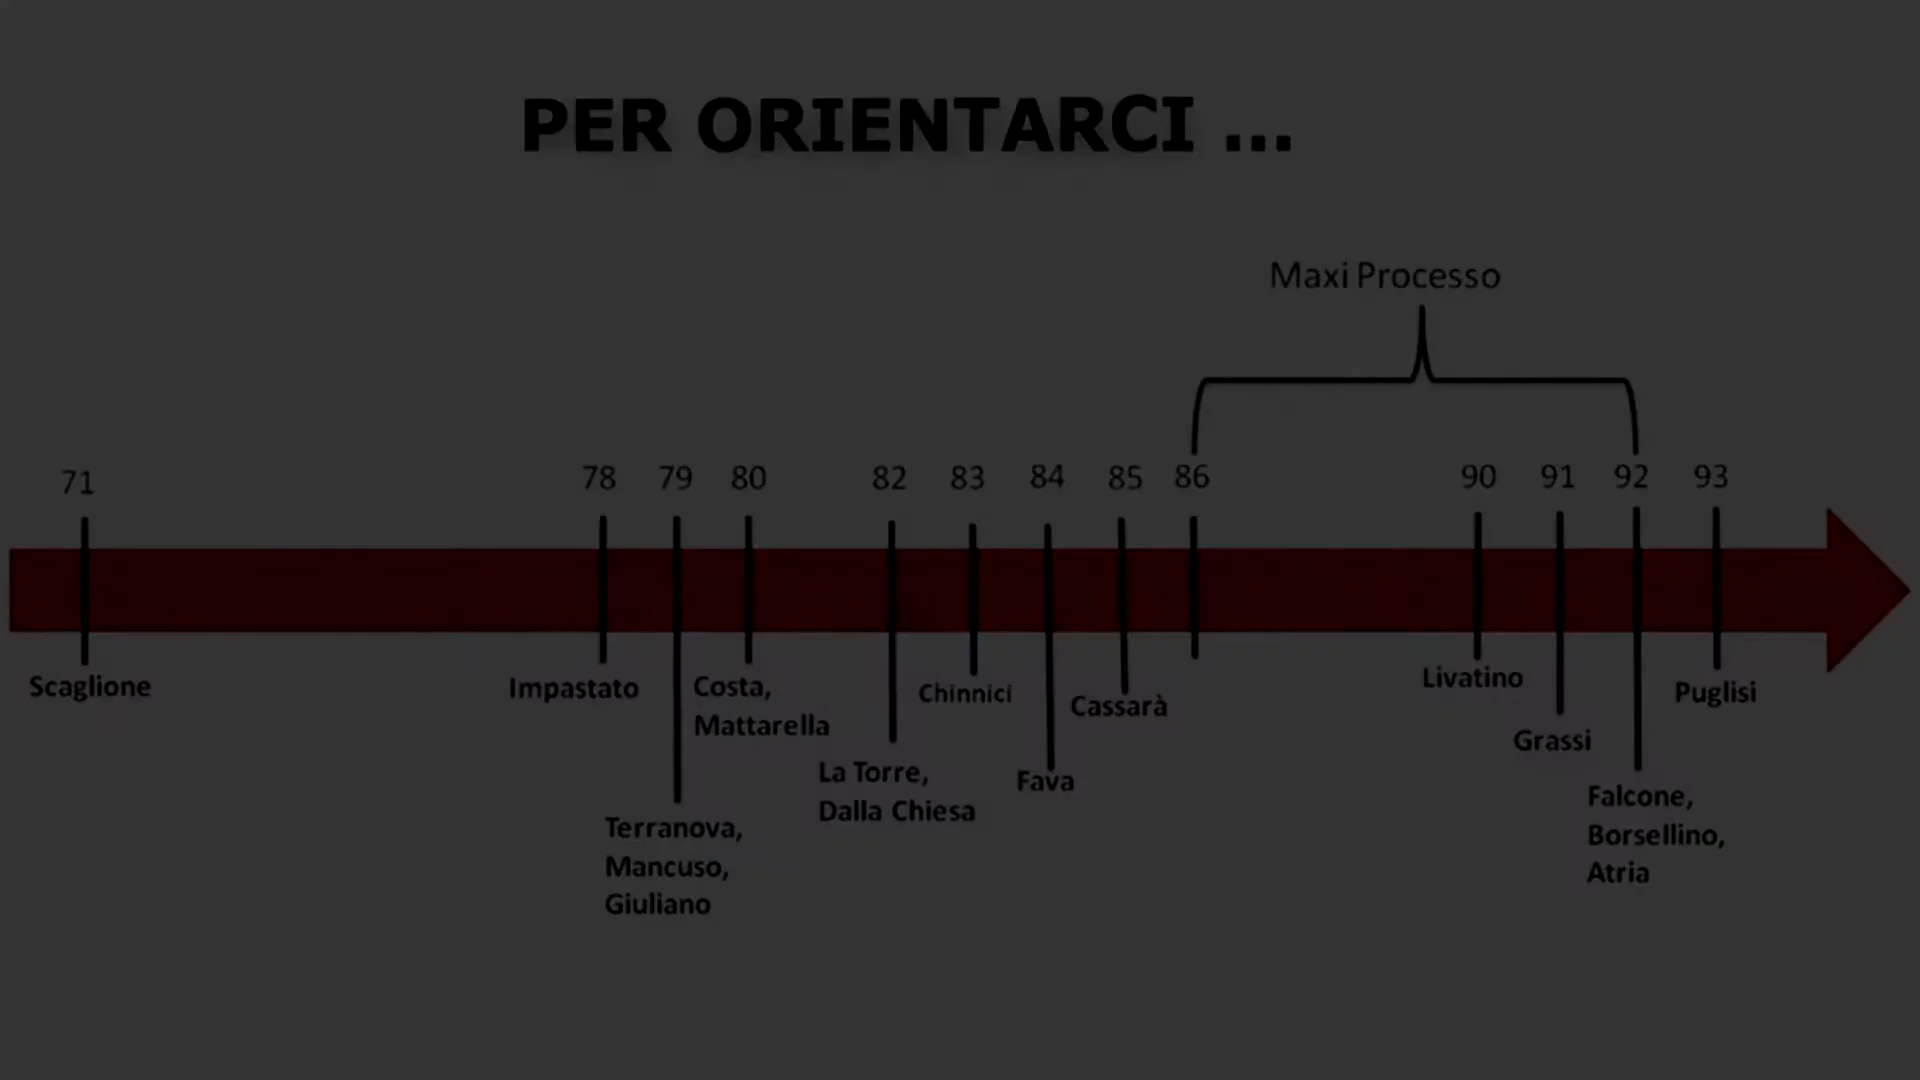 PER ORIENTARCI ...
Maxi Processo
71
78
79
80
82
83
84
85
86
90
91
92
93
Scaglione
Impastato
Terranova,
Mancuso,
Giuliano
Costa,
Mattarella
La Torre,
Dalla Chiesa
Chinnici
Fava
Cassarà
Livatino
Grassi
Falcone,
Borsellino,
Atria
Puglisi